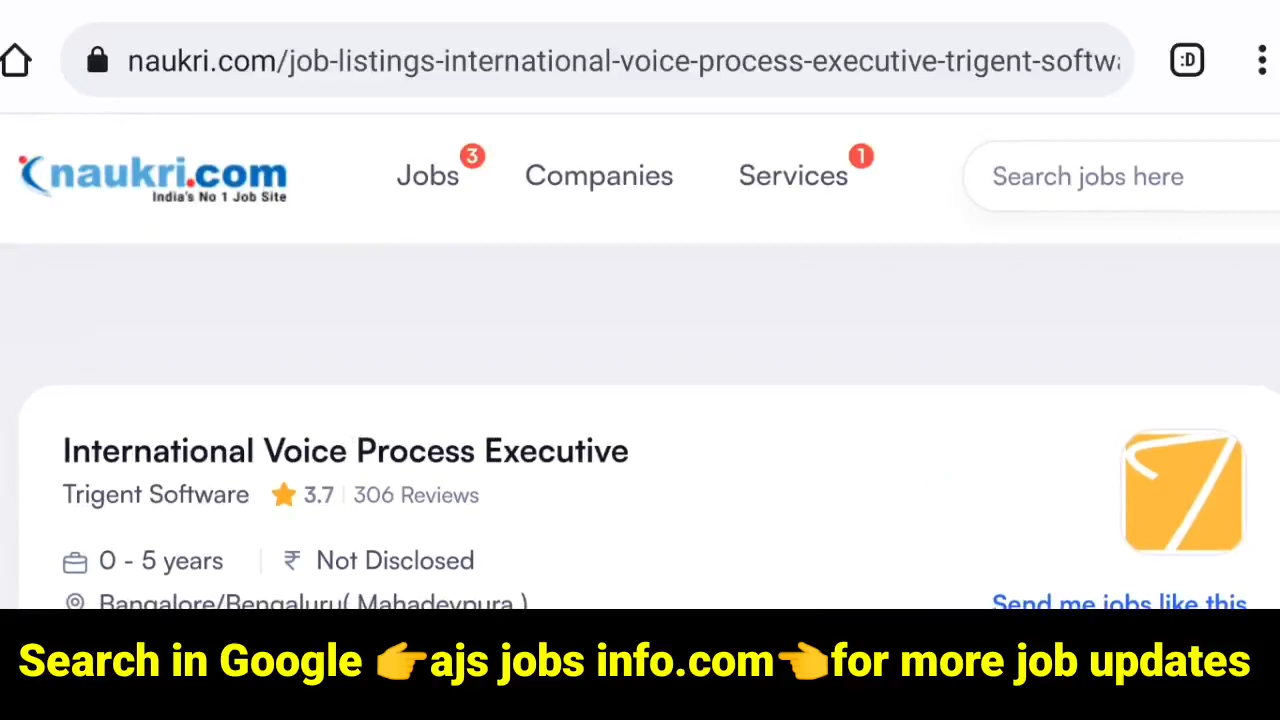 naukri.com/job-listings-international-voice-process-executive-trigent-softwa
:D
naukri.com
India's No 1 Job Site
Jobs 3
Companies
Services 1
Search jobs here
International Voice Process Executive
Trigent Software 3.7 306 Reviews
0 - 5 years ₹ Not Disclosed
Bangalore/Bengaluru( Mahadevpura )
Send me jobs like this
Search in Google 👉ajs jobs info.com👈for more job updates